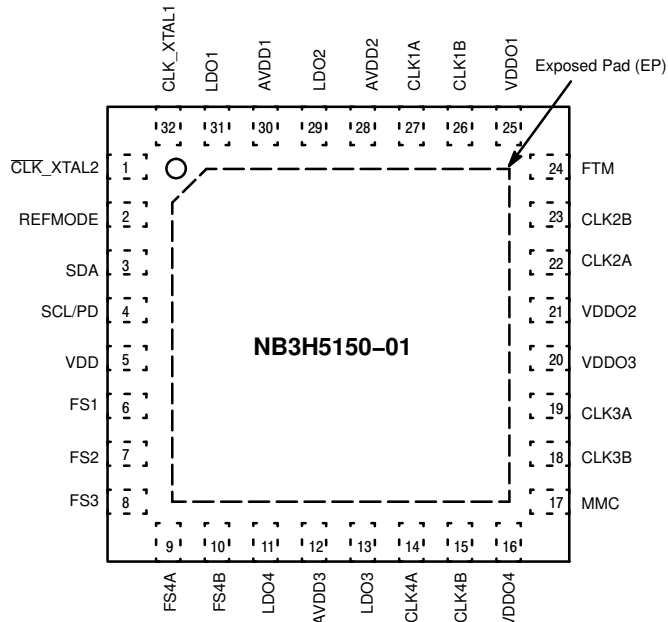 CLK_XTAL1
LDO1
AVDD1
LDO2
AVDD2
CLK1A
CLK1B
VDDO1
Exposed Pad (EP)
32 31 30 29 28 27 26 25
CLK_XTAL2 1
24 FTM
REFMODE 2
23 CLK2B
SDA 3
22 CLK2A
SCL/PD 4
21 VDDO2
NB3H5150−01
VDD 5
20 VDDO3
FS1 6
19 CLK3A
FS2 7
18 CLK3B
FS3 8
17 MMC
9 10 11 12 13 14 15 16
FS4A
FS4B
LDO4
AVDD3
LDO3
CLK4A
CLK4B
VDDO4